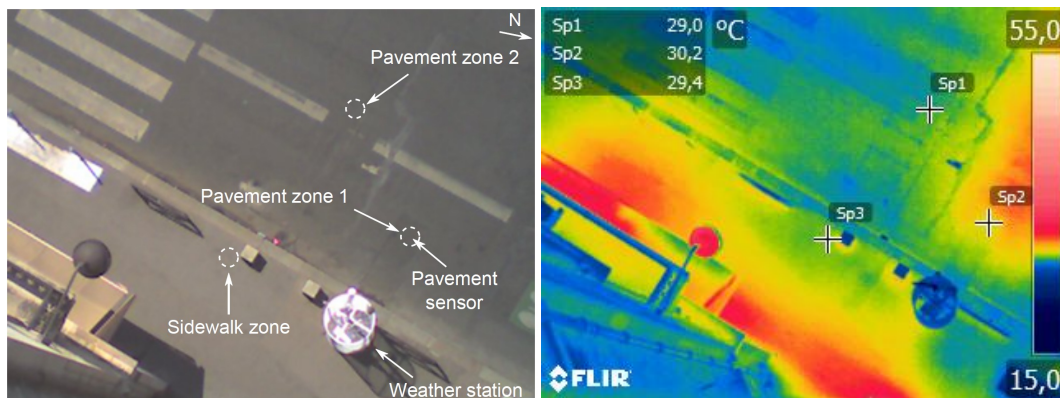 N
Pavement zone 2
Pavement zone 1
Pavement
sensor
Sidewalk zone
Weather station
Sp1 29,0 °C
Sp2 30,2
Sp3 29,4
55,0
Sp1
Sp2
Sp3
FLIR
15,0